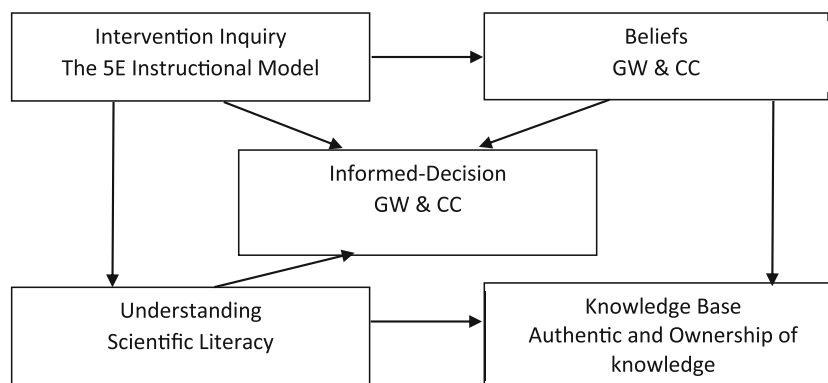 Intervention Inquiry
The 5E Instructional Model
Beliefs
GW & CC
Informed-Decision
GW & CC
Understanding
Scientific Literacy
Knowledge Base
Authentic and Ownership of
knowledge